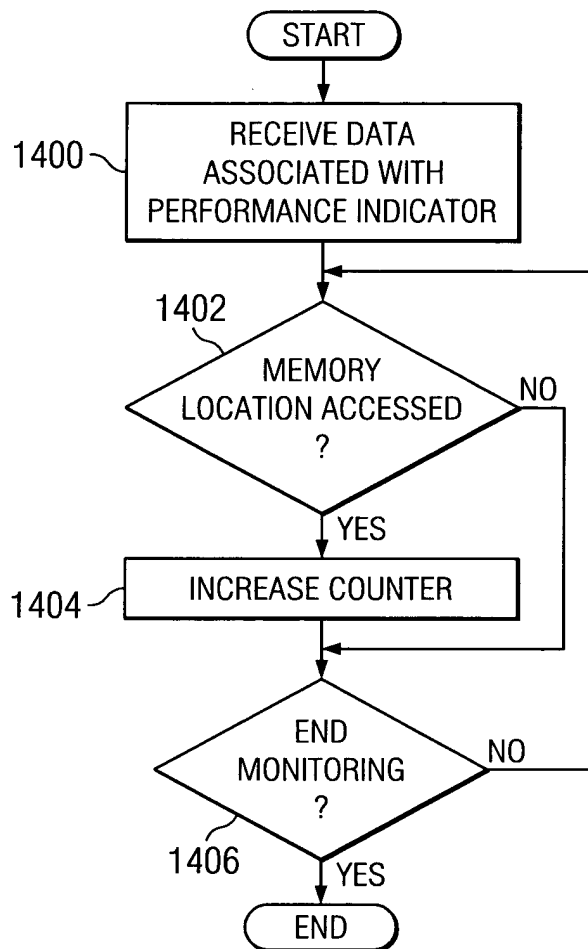 START
1400
RECEIVE DATA
ASSOCIATED WITH
PERFORMANCE INDICATOR
1402
MEMORY
LOCATION ACCESSED
?
NO
YES
1404
INCREASE COUNTER
END
MONITORING
?
NO
1406
YES
END